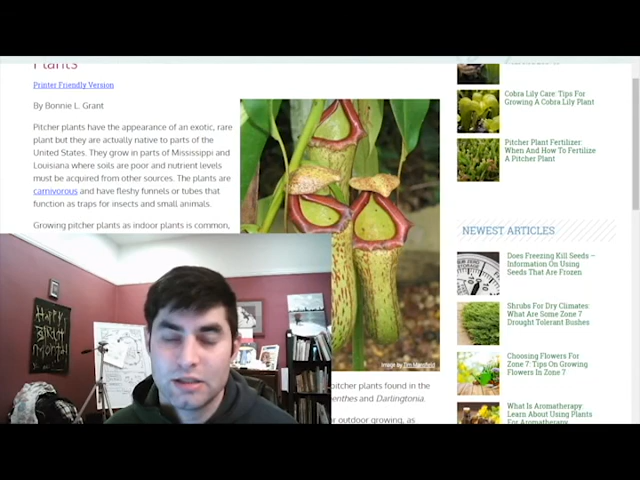 Plants
Printer Friendly Version
By Bonnie L. Grant
Pitcher plants have the appearance of an exotic, rare
plant but they are actually native to parts of the
United States. They grow in parts of Mississippi and
Louisiana where soils are poor and nutrient levels
must be acquired from other sources. The plants are
carnivorous and have fleshy funnels or tubes that
function as traps for insects and small animals.
Growing pitcher plants as indoor plants is common,
Image by Tim Mansfield
pitcher plants found in the
and Darlingtonia.
outdoor growing, as
Cobra Lily Care: Tips For
Growing A Cobra Lily Plant
Pitcher Plant Fertilizer:
When And How To Fertilize
A Pitcher Plant
NEWEST ARTICLES
Does Freezing Kill Seeds –
Information On Using
Seeds That Are Frozen
Shrubs For Dry Climates:
What Are Some Zone 7
Drought Tolerant Bushes
Choosing Flowers For
Zone 7: Tips On Growing
Flowers In Zone 7
What Is Aromatherapy
Learn About Using Plants
For Aromatherapy
HAPPY
BIRTHDAY